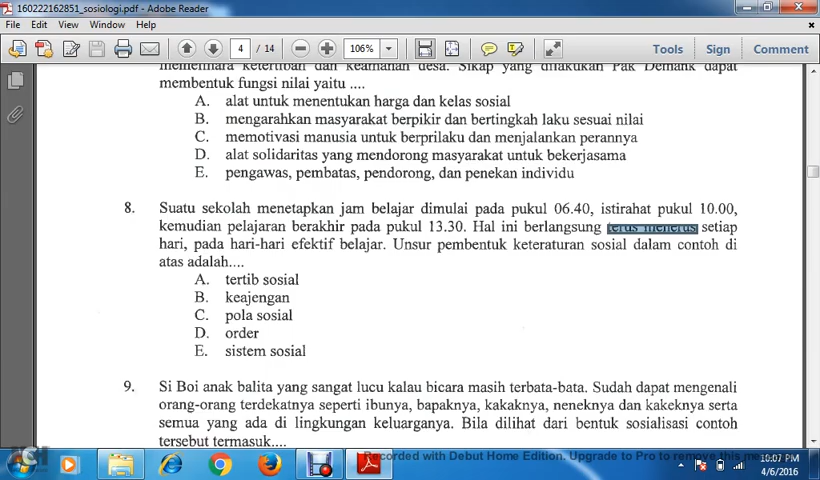 160222162851_sosiologi.pdf - Adobe Reader
File Edit View Window Help
4 / 14 106% Tools Sign Comment
memelihara ketertiban dan keamanan desa. Sikap yang dilakukan Pak Demank dapat
membentuk fungsi nilai yaitu ....
A. alat untuk menentukan harga dan kelas sosial
B. mengarahkan masyarakat berpikir dan bertingkah laku sesuai nilai
C. memotivasi manusia untuk berprilaku dan menjalankan perannya
D. alat solidaritas yang mendorong masyarakat untuk bekerjasama
E. pengawas, pembatas, pendorong, dan penekan individu
8. Suatu sekolah menetapkan jam belajar dimulai pada pukul 06.40, istirahat pukul 10.00,
kemudian pelajaran berakhir pada pukul 13.30. Hal ini berlangsung terus menerus setiap
hari, pada hari-hari efektif belajar. Unsur pembentuk keteraturan sosial dalam contoh di
atas adalah....
A. tertib sosial
B. keajengan
C. pola sosial
D. order
E. sistem sosial
9. Si Boi anak balita yang sangat lucu kalau bicara masih terbata-bata. Sudah dapat mengenali
orang-orang terdekatnya seperti ibunya, bapaknya, kakaknya, neneknya dan kakeknya serta
semua yang ada di lingkungan keluarganya. Bila dilihat dari bentuk sosialisasi contoh
tersebut termasuk....
Recorded with Debut Home Edition. Upgrade to Pro to remove this
10:07 PM
4/6/2016